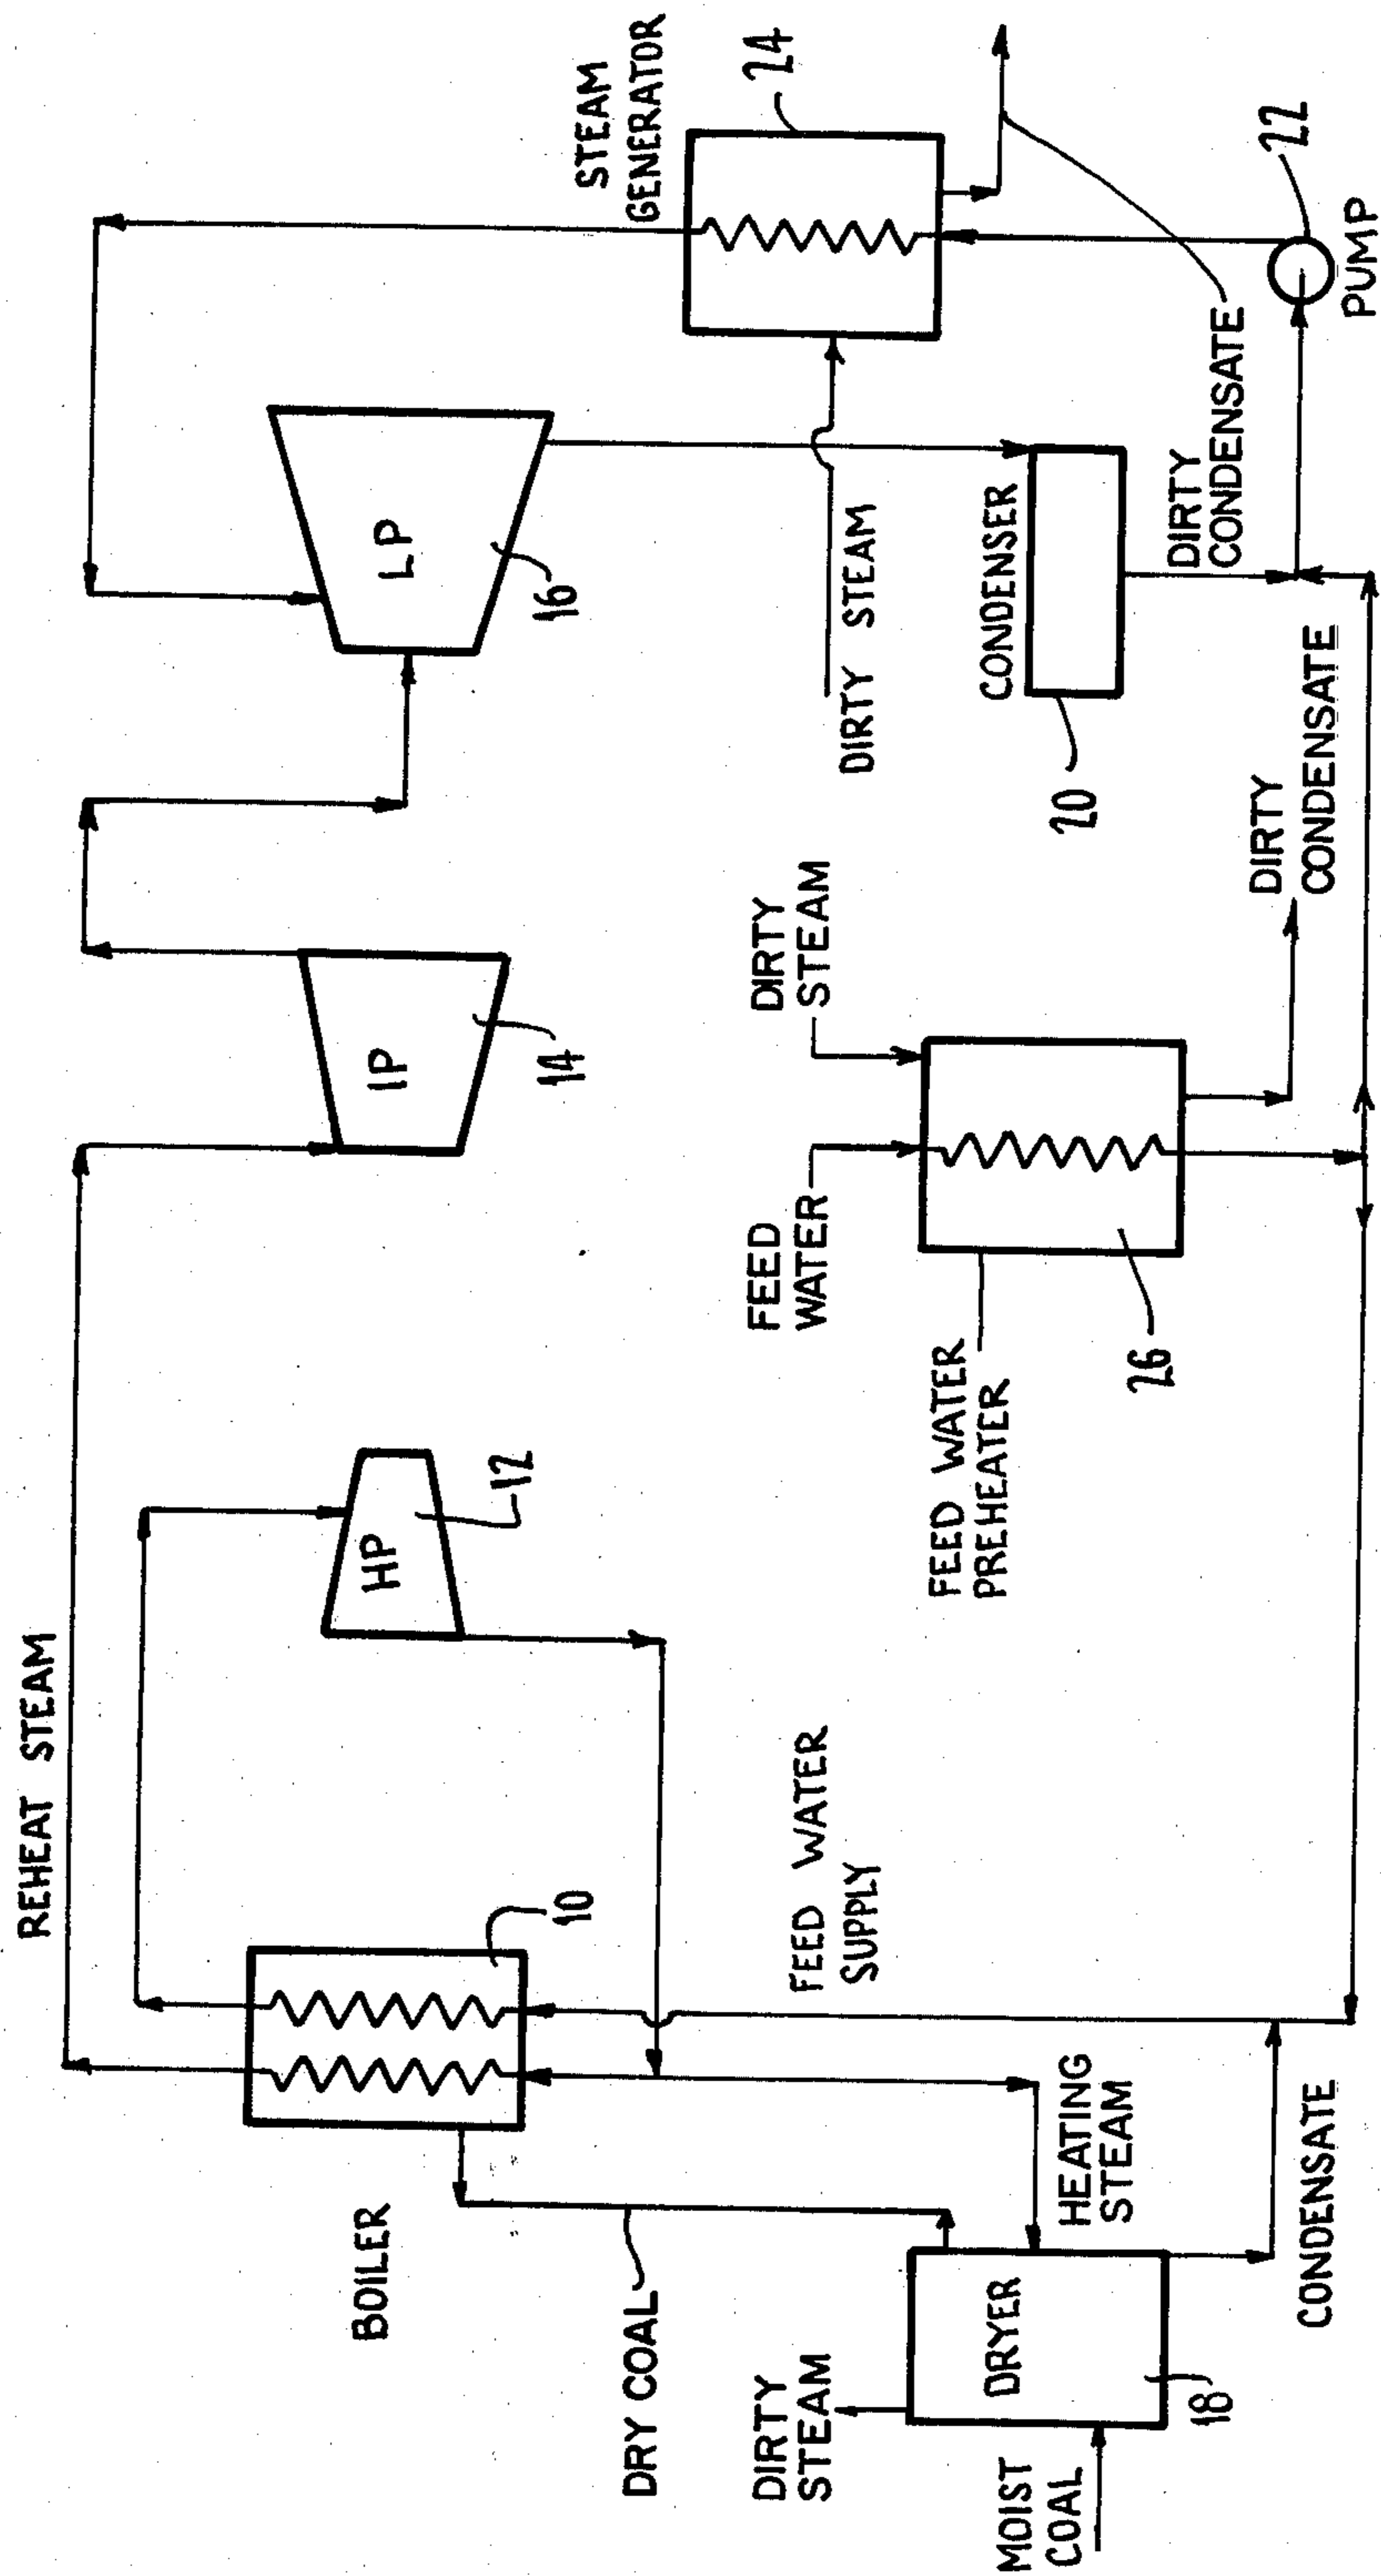 REHEAT STEAM
BOILER
10
HP
12
IP
14
LP
16
STEAM
GENERATOR
24
DRY COAL
FEED WATER
SUPPLY
DIRTY
STEAM
MOIST
COAL
DRYER
18
HEATING
STEAM
CONDENSATE
FEED WATER
PREHEATER
26
FEED
WATER
DIRTY
STEAM
DIRTY
CONDENSATE
DIRTY STEAM
CONDENSER
20
DIRTY
CONDENSATE
PUMP
22